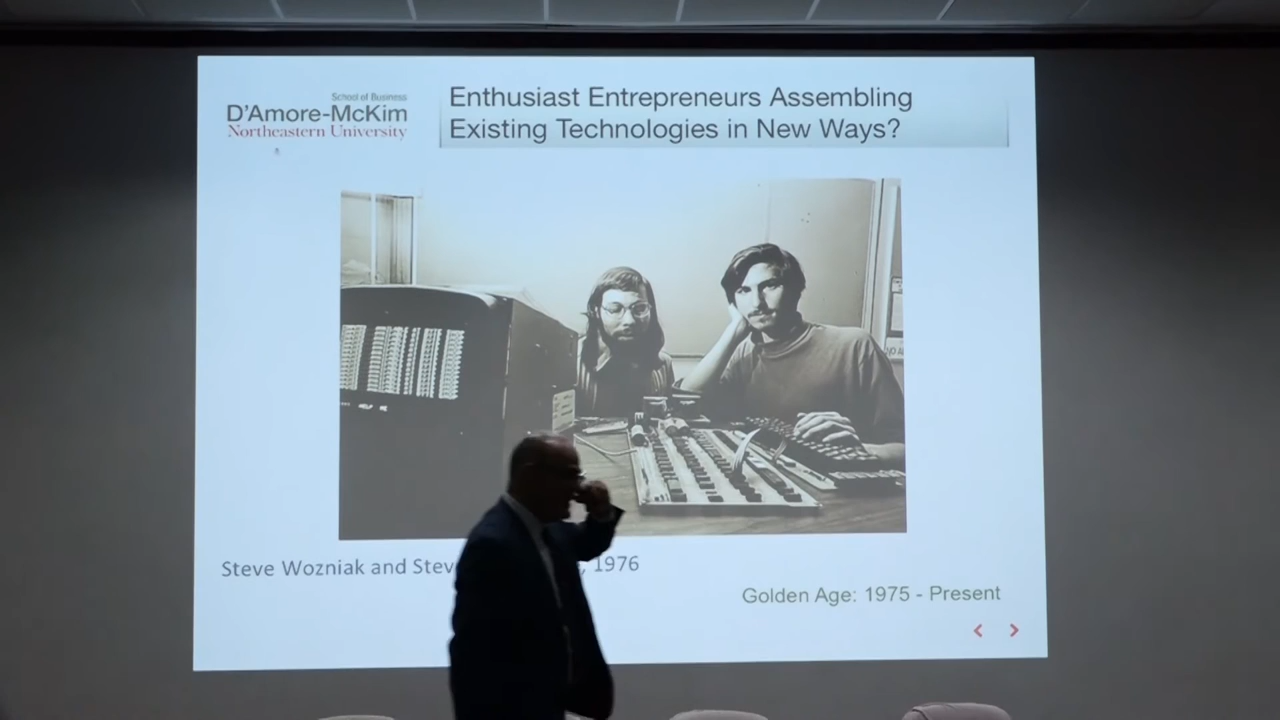 School of Business
D'Amore-McKim
Northeastern University
Enthusiast Entrepreneurs Assembling
Existing Technologies in New Ways?
Steve Wozniak and Stev , 1976
Golden Age: 1975 - Present